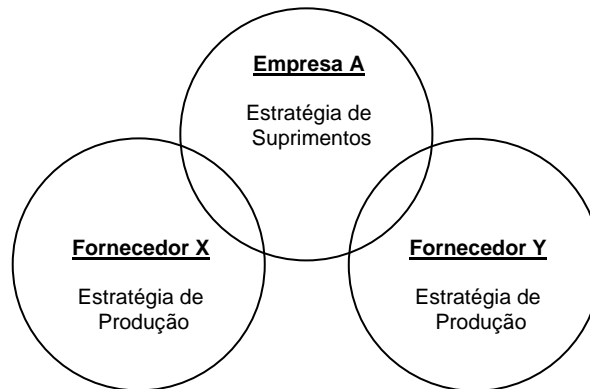 Empresa A
Estratégia de
Suprimentos
Fornecedor X
Estratégia de
Produção
Fornecedor Y
Estratégia de
Produção